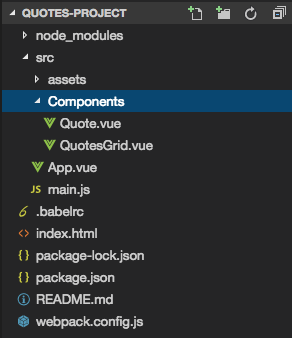 QUOTES-PROJECT
node_modules
src
assets
Components
Quote.vue
QuotesGrid.vue
App.vue
JS main.js
.babelrc
index.html
package-lock.json
package.json
README.md
webpack.config.js